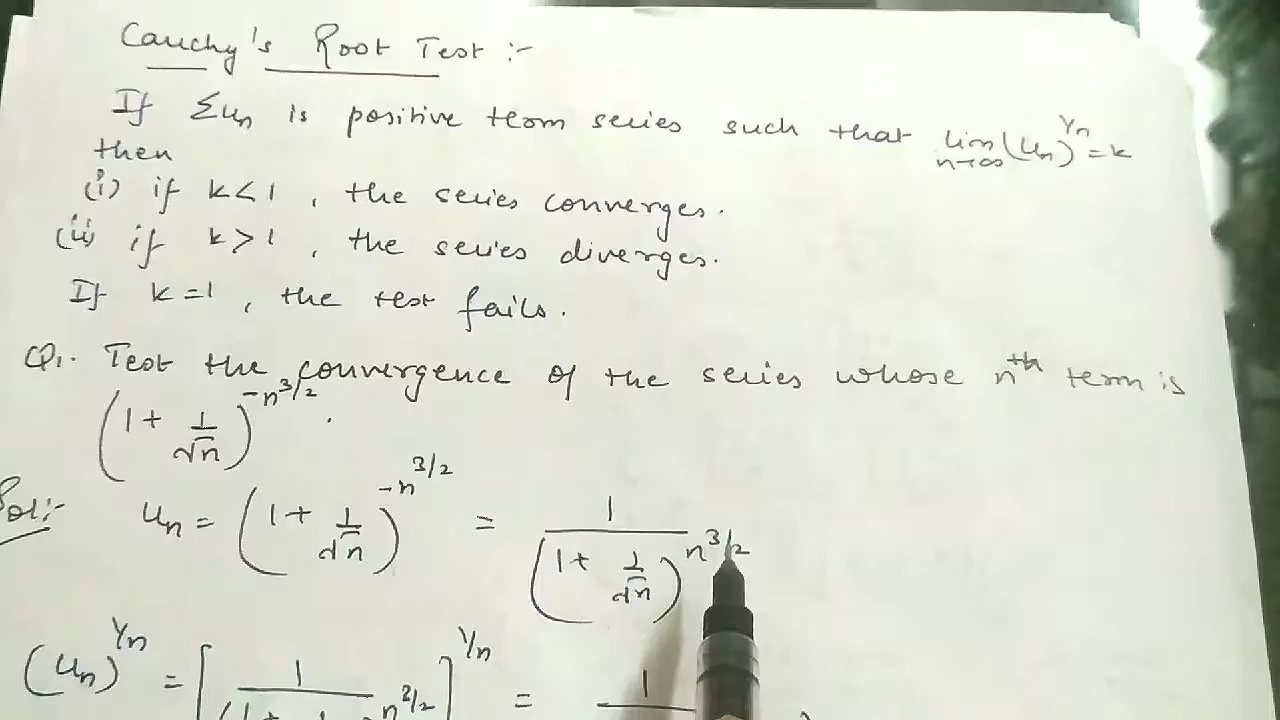 Cauchy's Root Test :-
If Σuₙ is positive term series such that lim n→∞ (uₙ)^1/n = k
then
(i) if k < 1, the series converges.
(ii) if k > 1, the series diverges.
If k = 1, the test fails.
Q1. Test the convergence of the series whose nth term is
(1 + 1/√n)^-n^3/2.
Sol:- uₙ = (1 + 1/√n)^-n^3/2 = 1/(1 + 1/√n)^n^3/2
(uₙ)^1/n = [1/(1 + 1 n^3/2]^1/n = 1